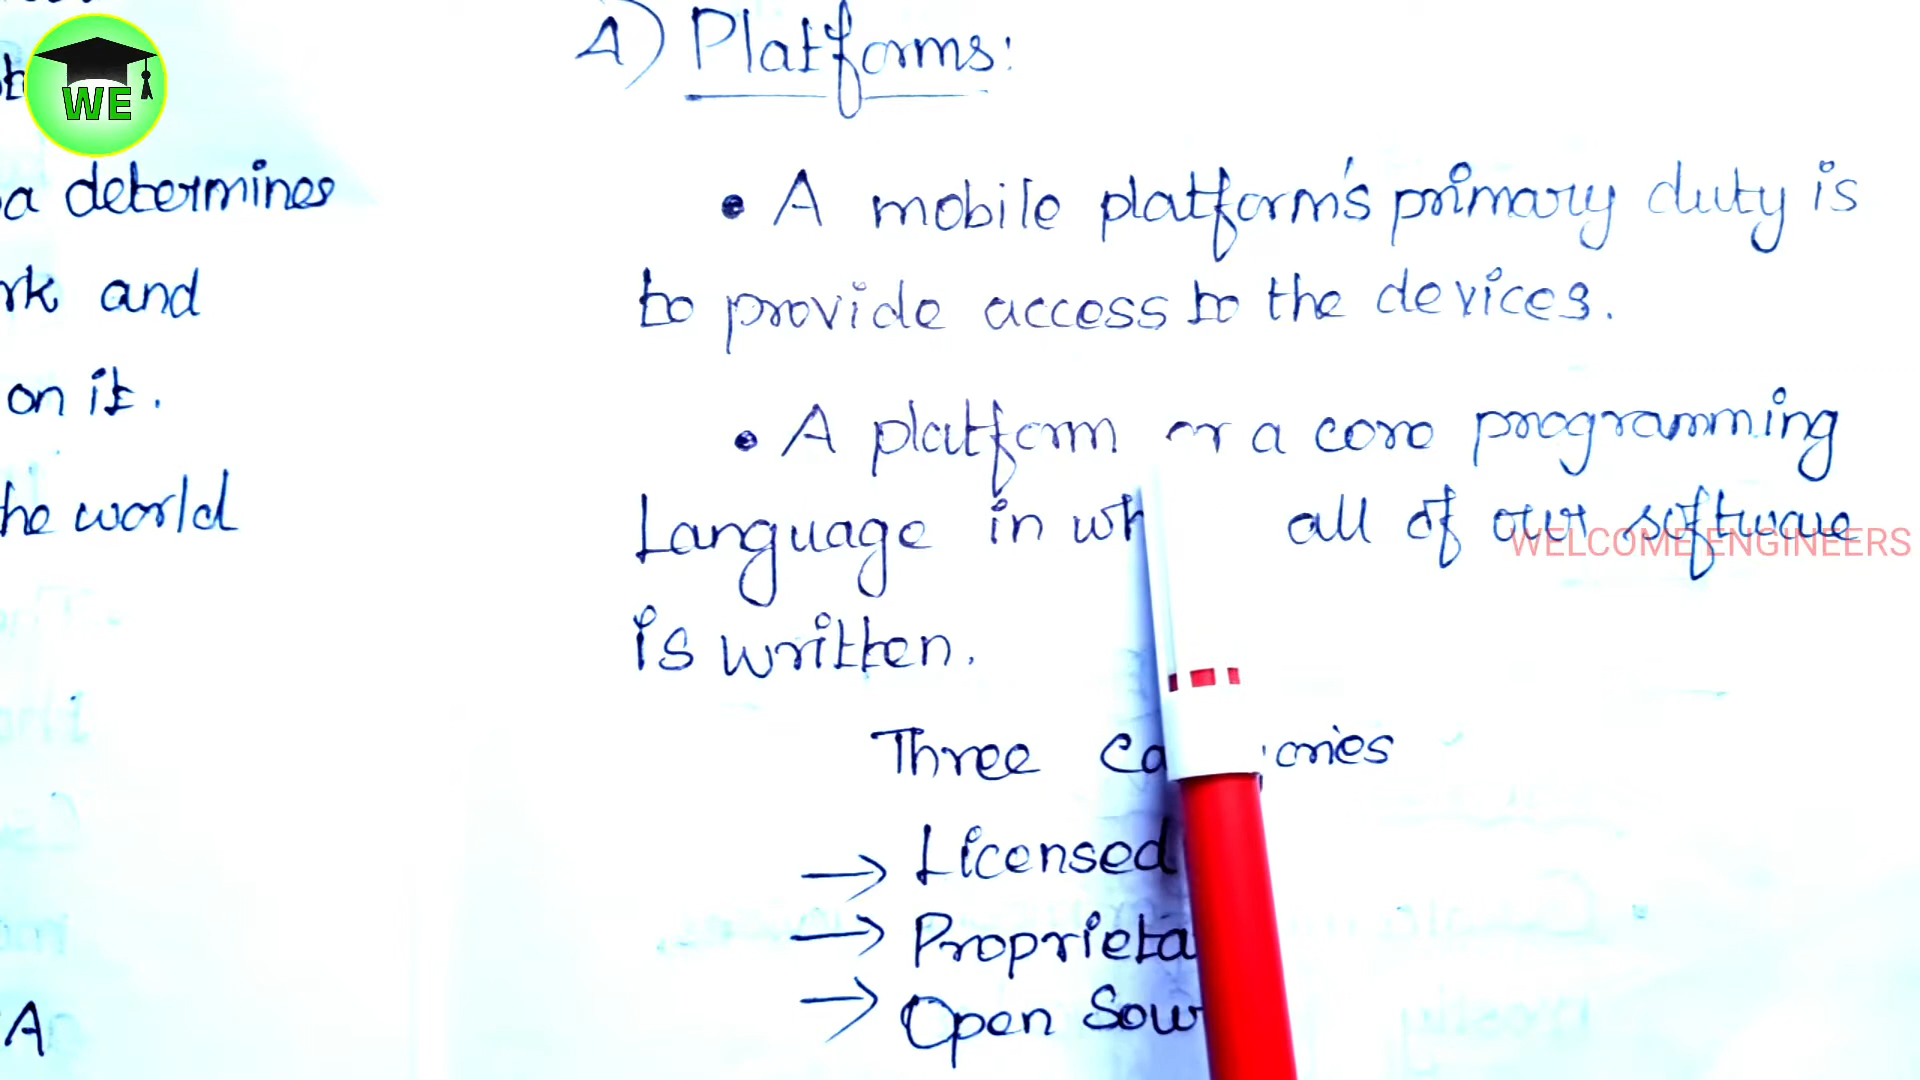 WE
A) Platforms:
a determines
rk and
on it.
he world
A
• A mobile platform's primary duty is
to provide access to the devices.
• A platform or a core programming
Language in wh all of our software
is written.
WELCOME ENGINEERS
Three Ca ories
→ Licensed
→ Proprieta
→ Open Sou